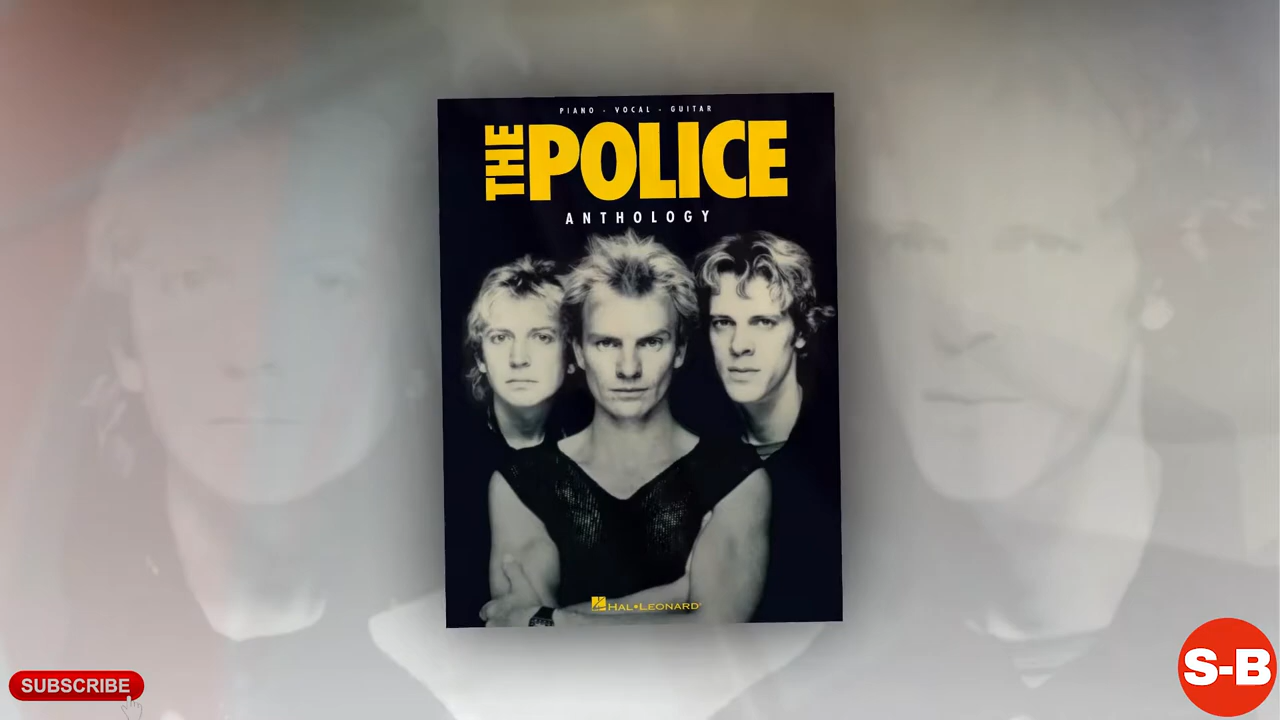 PIANO - VOCAL - GUITAR
THE POLICE
ANTHOLOGY
HAL•LEONARD®
SUBSCRIBE
S-B